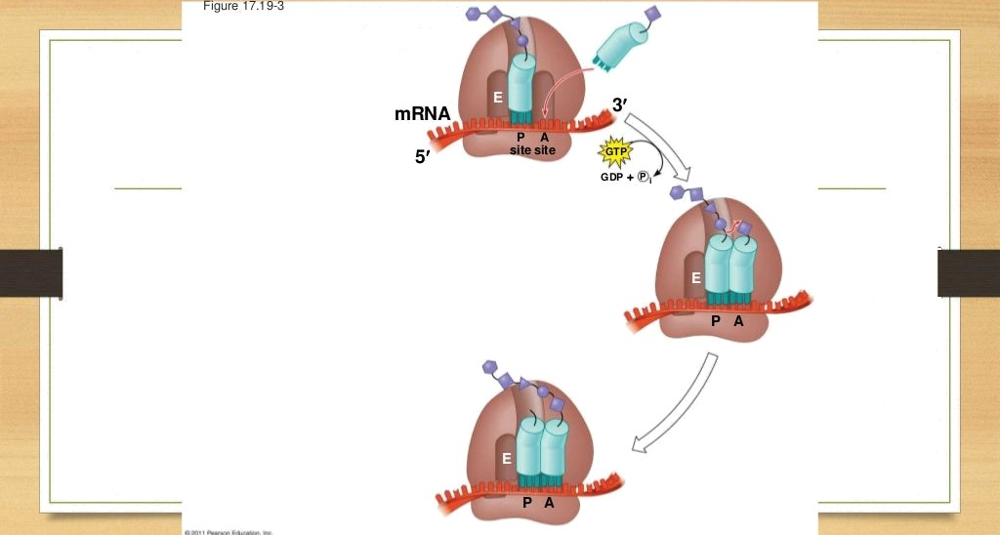 Figure 17.19-3
E
mRNA
3′
5′
P A
site site
GTP
GDP + Pi
E
P A
E
P A
© 2011 Pearson Education, Inc.